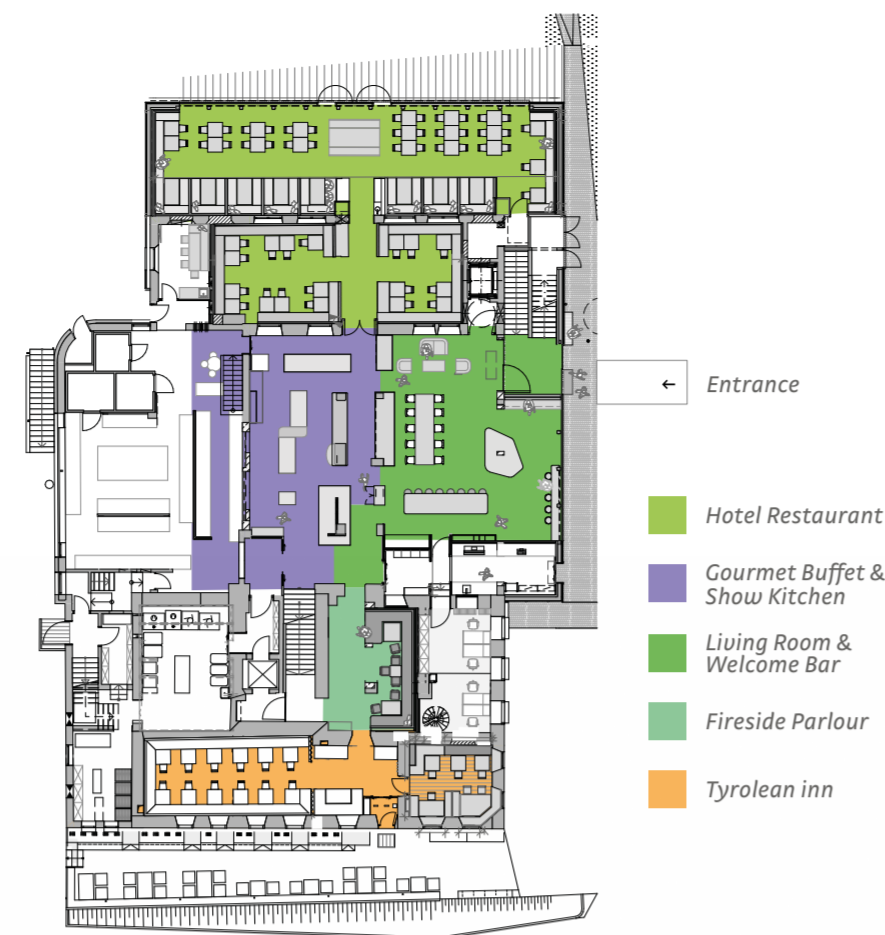 Entrance
Hotel Restaurant
Gourmet Buffet &
Show Kitchen
Living Room &
Welcome Bar
Fireside Parlour
Tyrolean inn